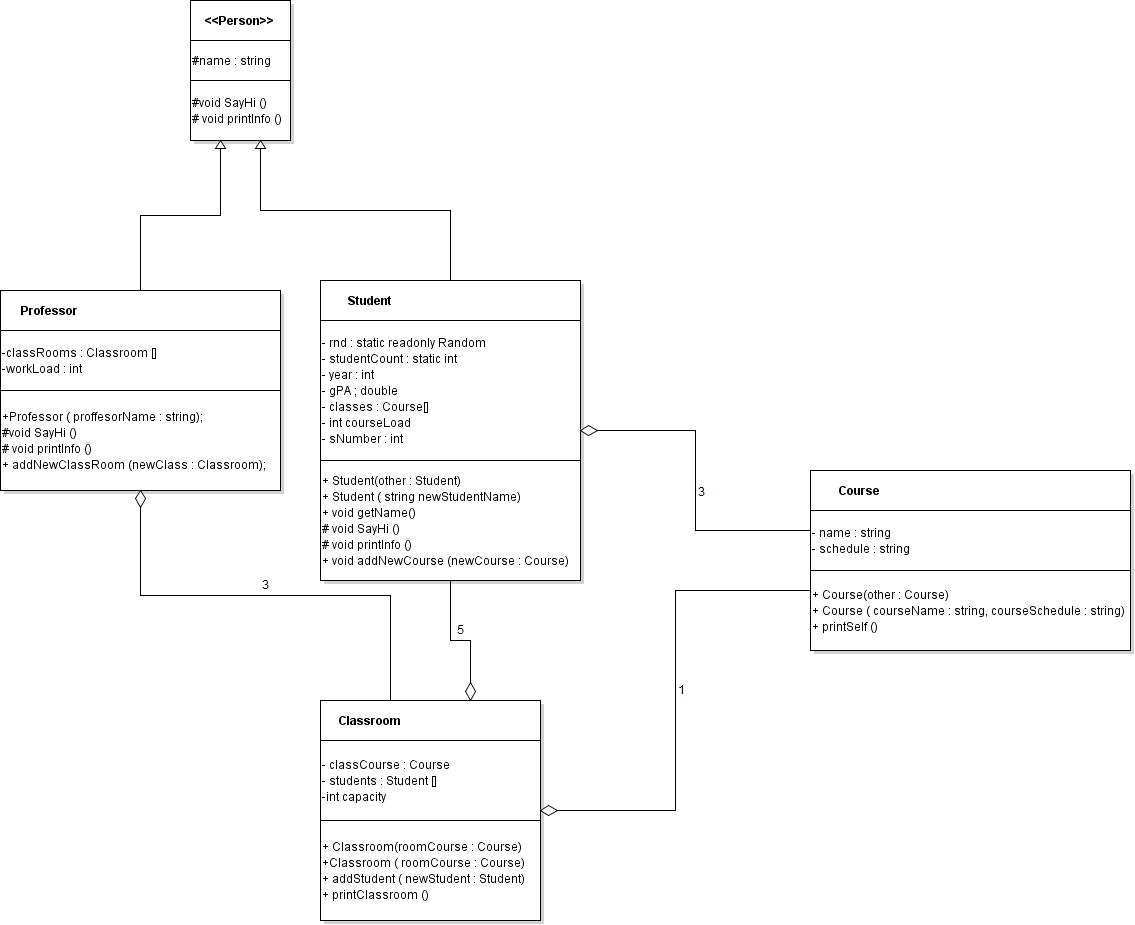 <<Person>>
#name : string
#void SayHi ()
# void printInfo ()
Professor
-classRooms : Classroom []
-workLoad : int
+Professor ( proffesorName : string);
#void SayHi ()
# void printInfo ()
+ addNewClassRoom (newClass : Classroom);
Student
- rnd : static readonly Random
- studentCount : static int
- year : int
- gPA ; double
- classes : Course[]
- int courseLoad
- sNumber : int
+ Student(other : Student)
+ Student ( string newStudentName)
+ void getName()
# void SayHi ()
# void printInfo ()
+ void addNewCourse (newCourse : Course)
3
Course
- name : string
- schedule : string
+ Course(other : Course)
+ Course ( courseName : string, courseSchedule : string)
+ printSelf ()
3
5
1
Classroom
- classCourse : Course
- students : Student []
-int capacity
+ Classroom(roomCourse : Course)
+Classroom ( roomCourse : Course)
+ addStudent ( newStudent : Student)
+ printClassroom ()